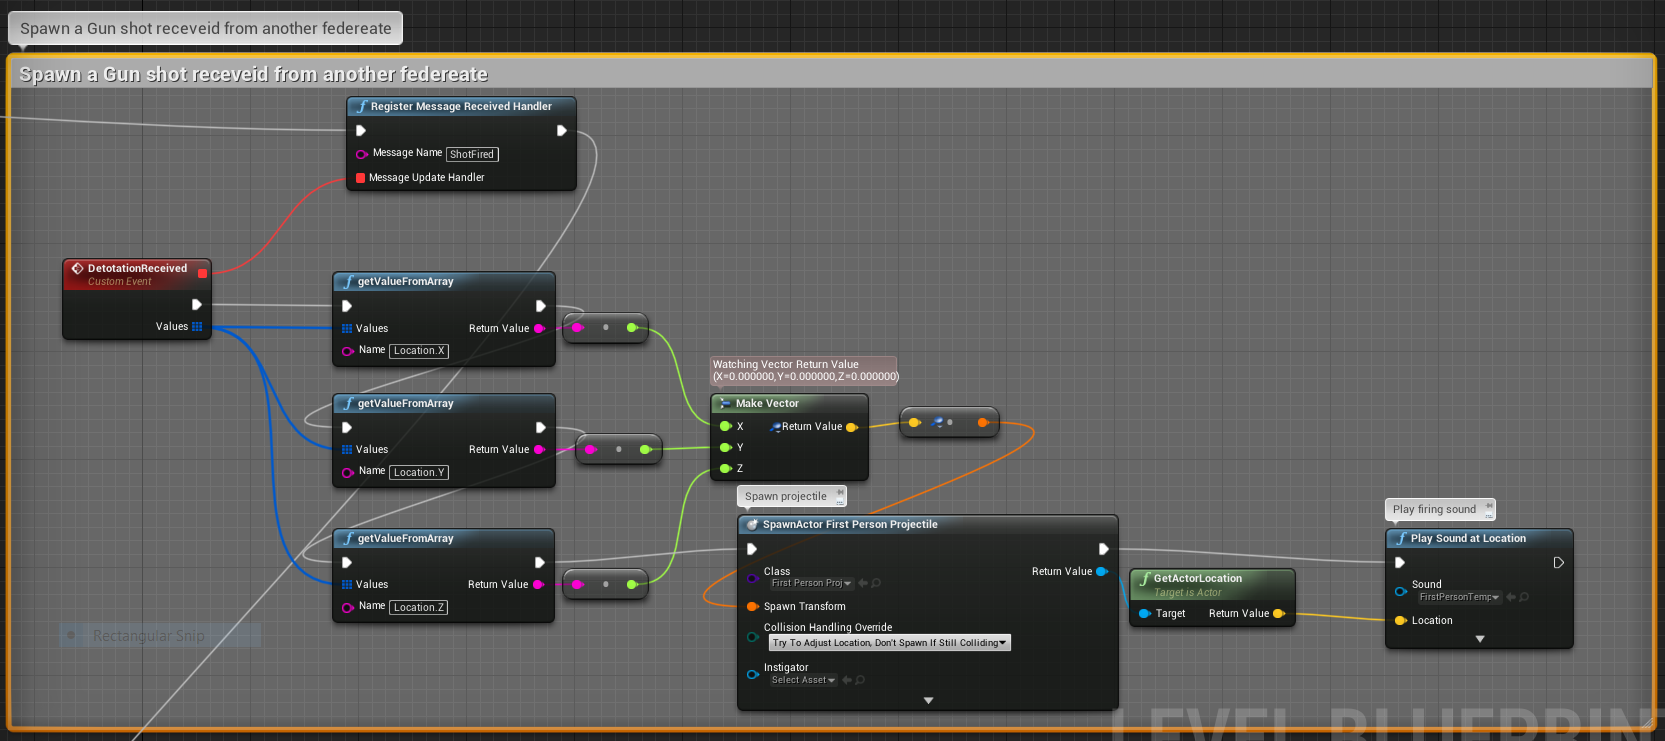 Spawn a Gun shot receveid from another federeate
Spawn a Gun shot receveid from another federeate
Register Message Received Handler
Message Name ShotFired
Message Update Handler
DetotationReceived
Custom Event
Values
getValueFromArray
Values Return Value
Name Location.X
getValueFromArray
Values Return Value
Name Location.Y
getValueFromArray
Values Return Value
Name Location.Z
Rectangular Snip
Watching Vector Return Value
(X=0.000000,Y=0.000000,Z=0.000000)
Make Vector
X Return Value
Y
Z
Spawn projectile
SpawnActor First Person Projectile
Class
First Person Proj
Return Value
Spawn Transform
Collision Handling Override
Try To Adjust Location, Don't Spawn If Still Colliding
Instigator
Select Asset
GetActorLocation
Target is Actor
Target Return Value
Play firing sound
Play Sound at Location
Sound
FirstPersonTemp
Location
LEVEL BLUEPRINT